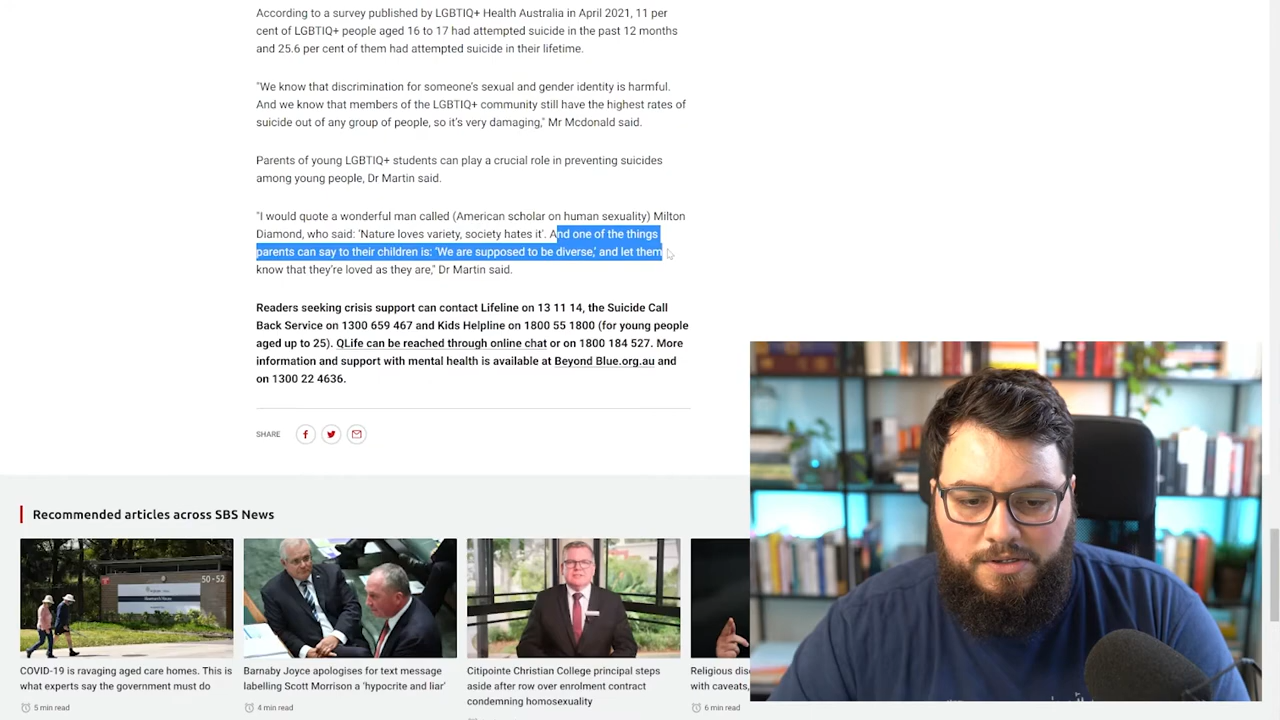 According to a survey published by LGBTIQ+ Health Australia in April 2021, 11 per
cent of LGBTIQ+ people aged 16 to 17 had attempted suicide in the past 12 months
and 25.6 per cent of them had attempted suicide in their lifetime.
"We know that discrimination for someone's sexual and gender identity is harmful.
And we know that members of the LGBTIQ+ community still have the highest rates of
suicide out of any group of people, so it's very damaging," Mr Mcdonald said.
Parents of young LGBTIQ+ students can play a crucial role in preventing suicides
among young people, Dr Martin said.
"I would quote a wonderful man called (American scholar on human sexuality) Milton
Diamond, who said: 'Nature loves variety, society hates it'. And one of the things
parents can say to their children is: 'We are supposed to be diverse,' and let them
know that they're loved as they are," Dr Martin said.
Readers seeking crisis support can contact Lifeline on 13 11 14, the Suicide Call
Back Service on 1300 659 467 and Kids Helpline on 1800 55 1800 (for young people
aged up to 25). QLife can be reached through online chat or on 1800 184 527. More
information and support with mental health is available at Beyond Blue.org.au and
on 1300 22 4636.
SHARE
Recommended articles across SBS News
50-52
COVID-19 is ravaging aged care homes. This is
what experts say the government must do
5 min read
Barnaby Joyce apologises for text message
labelling Scott Morrison a 'hypocrite and liar'
4 min read
Citipointe Christian College principal steps
aside after row over enrolment contract
condemning homosexuality
Religious dis
with caveats,
6 min read